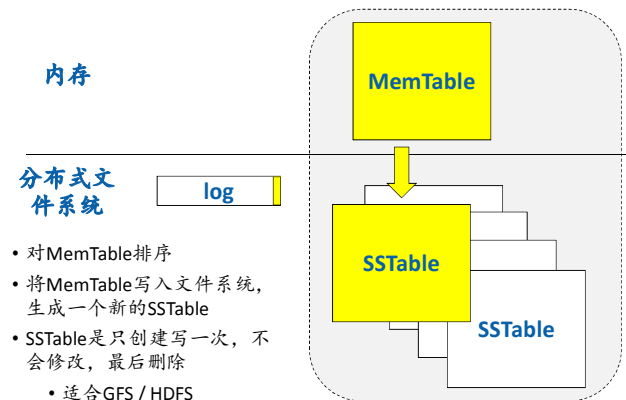 内存
MemTable
分布式文
件系统
log
• 对MemTable排序
• 将MemTable写入文件系统，
生成一个新的SSTable
• SSTable是只创建写一次，不
会修改，最后删除
• 适合GFS / HDFS
SSTable
SSTable